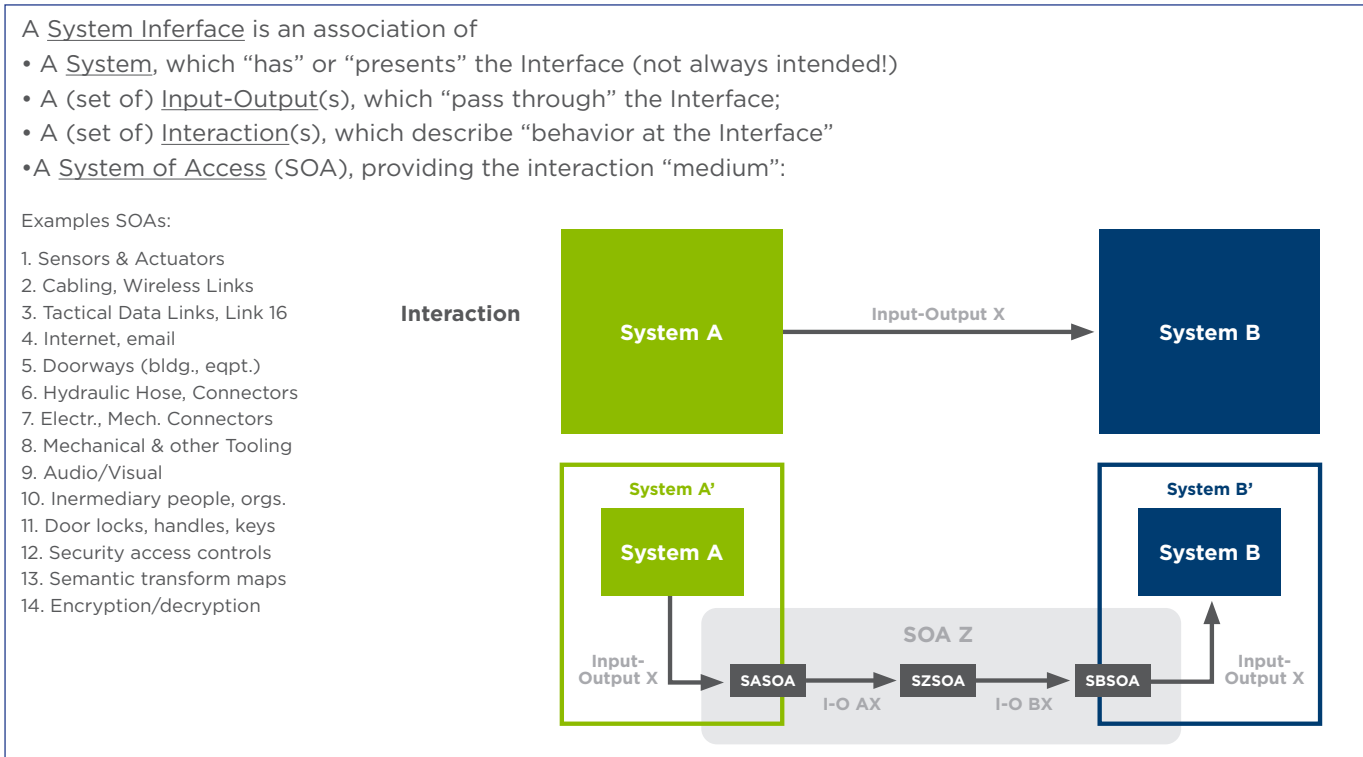 A System Inferface is an association of
• A System, which “has” or “presents” the Interface (not always intended!)
• A (set of) Input-Output(s), which “pass through” the Interface;
• A (set of) Interaction(s), which describe “behavior at the Interface”
•A System of Access (SOA), providing the interaction “medium”:
Examples SOAs:
1. Sensors & Actuators
2. Cabling, Wireless Links
3. Tactical Data Links, Link 16
4. Internet, email
5. Doorways (bldg., eqpt.)
6. Hydraulic Hose, Connectors
7. Electr., Mech. Connectors
8. Mechanical & other Tooling
9. Audio/Visual
10. Inermediary people, orgs.
11. Door locks, handles, keys
12. Security access controls
13. Semantic transform maps
14. Encryption/decryption
Interaction
System A
Input-Output X
System B
System A’
System A
Input-
Output X
SOA Z
SASOA
I-O AX
SZSOA
I-O BX
SBSOA
System B’
System B
Input-
Output X